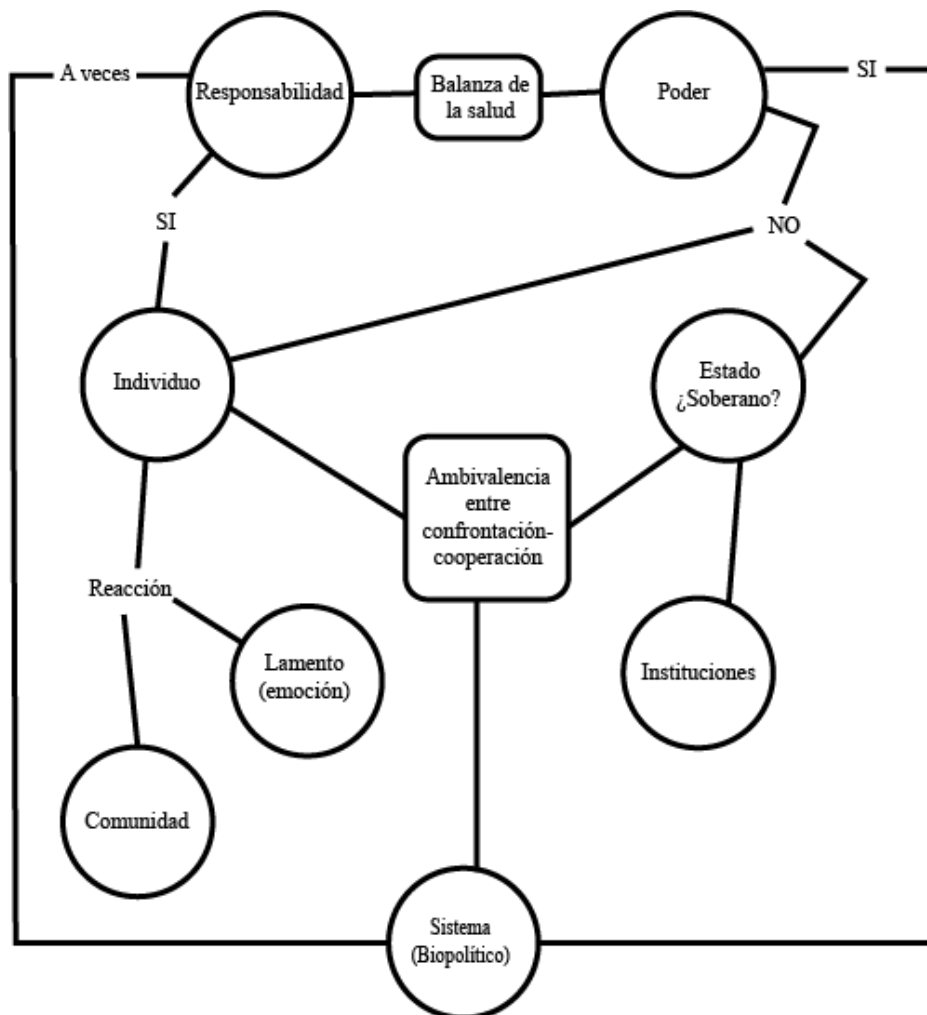 A veces
Responsabilidad
Balanza de
la salud
Poder
SI
SI
NO
Individuo
Estado
¿Soberano?
Ambivalencia
entre
confrontación-
cooperación
Reacción
Lamento
(emoción)
Instituciones
Comunidad
Sistema
(Biopolítico)